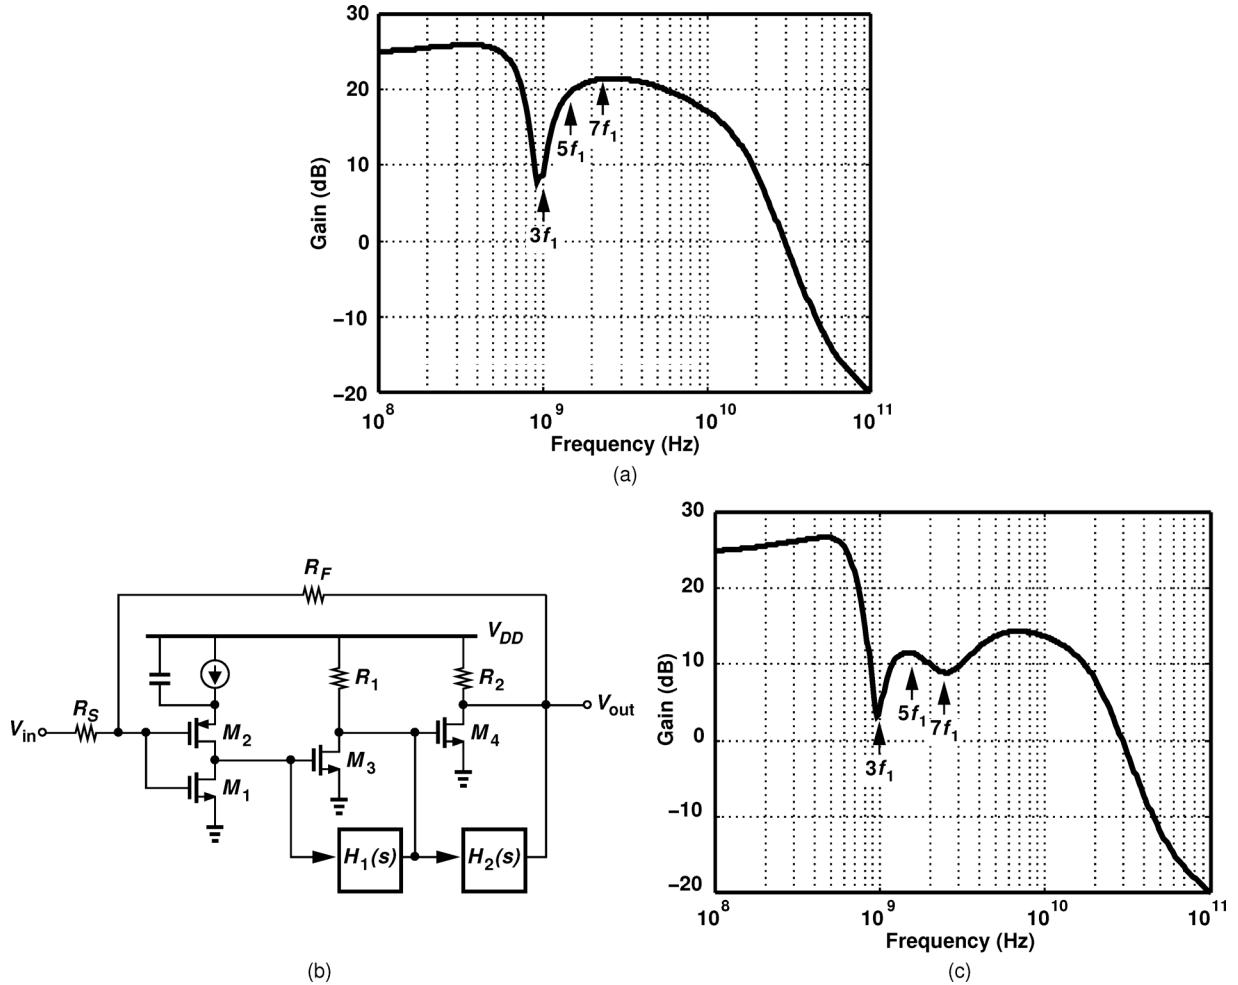 30
20
10
0
−10
−20
Gain (dB)
3f1
5f1
7f1
10^8
10^9
10^10
10^11
Frequency (Hz)
(a)
RF
VDD
R1
R2
RS
Vin
Vout
M2
M1
M3
M4
H1(s)
H2(s)
(b)
30
20
10
0
−10
−20
Gain (dB)
3f1
5f1
7f1
10^8
10^9
10^10
10^11
Frequency (Hz)
(c)